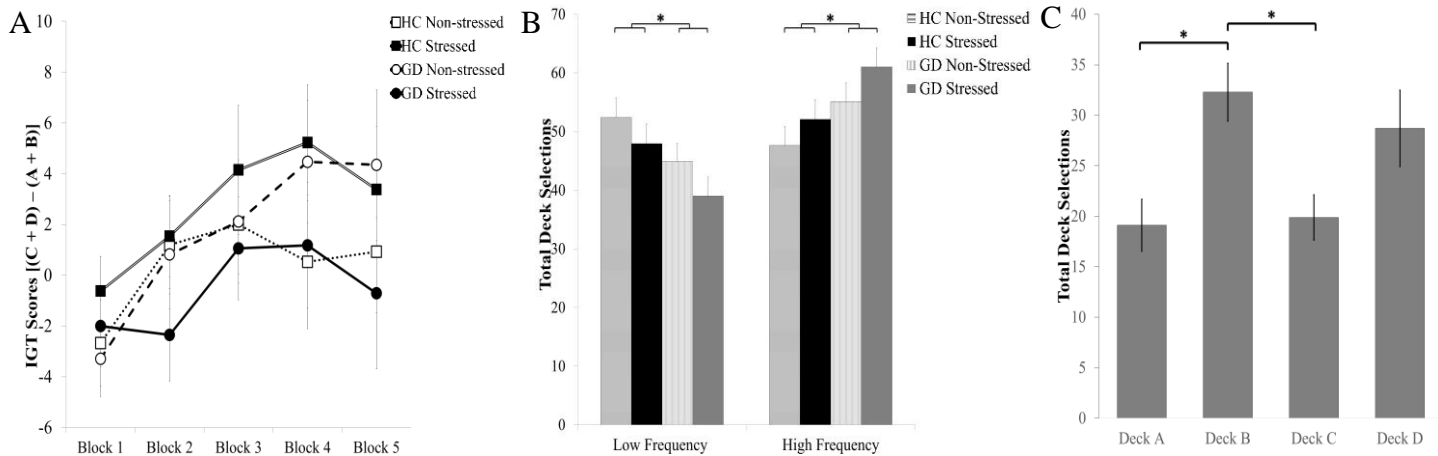 A
IGT Scores [(C + D) – (A + B)]
10
8
6
4
2
0
-2
-4
-6
Block 1 Block 2 Block 3 Block 4 Block 5
HC Non-stressed
HC Stressed
GD Non-stressed
GD Stressed
B
Total Deck Selections
70
60
50
40
30
20
10
0
* *
Low Frequency High Frequency
HC Non-Stressed
HC Stressed
GD Non-Stressed
GD Stressed
C
Total Deck Selections
40
35
30
25
20
15
10
5
0
* *
Deck A Deck B Deck C Deck D